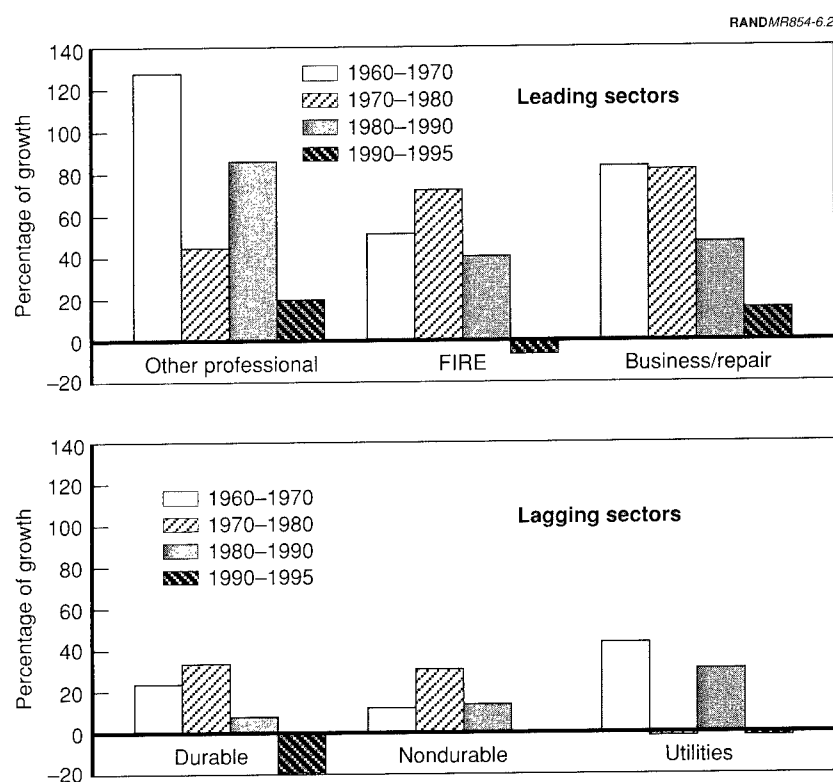 RANDMR854-6.2
140
120
100
80
60
40
20
0
–20
Percentage of growth
1960–1970
1970–1980
1980–1990
1990–1995
Leading sectors
Other professional
FIRE
Business/repair
140
120
100
80
60
40
20
0
–20
Percentage of growth
1960–1970
1970–1980
1980–1990
1990–1995
Lagging sectors
Durable
Nondurable
Utilities